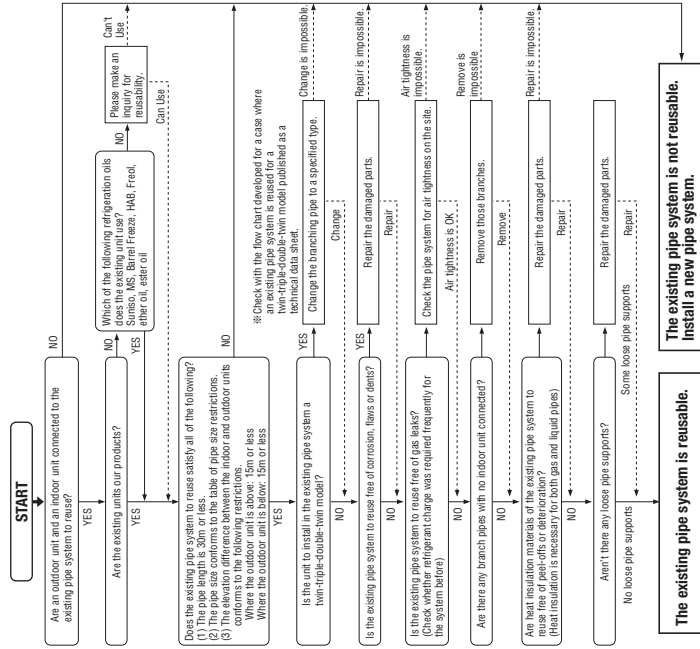 START
Are an outdoor unit and an indoor unit connected to the
existing pipe system to reuse?
NO
YES
Are the existing units our products?
NO
YES
Which of the following refrigeration oils
does the existing unit use?
Suniso, MS, Barrel Freeze, HAB, Freol,
ether oil, ester oil
NO
YES
Please make an
inquiry for
reusability.
Can't
Use
Can Use
Does the existing pipe system to reuse satisfy all of the following?
(1) The pipe length is 30m or less.
(2) The pipe size conforms to the table of pipe size restrictions.
(3) The elevation difference between the indoor and outdoor units
conforms to the following restrictions.
Where the outdoor unit is above: 15m or less
Where the outdoor unit is below: 15m or less
NO
YES
※Check with the flow chart developed for a case where
an existing pipe system is reused for a
twin-triple-double-twin model published as a
technical data sheet.
Is the unit to install in the existing pipe system a
twin-triple-double-twin model?
YES
Change the branching pipe to a specified type.
Change is impossible.
Change
NO
Is the existing pipe system to reuse free of corrosion, flaws or dents?
YES
Repair the damaged parts.
Repair is impossible.
Repair
NO
Is the existing pipe system to reuse free of gas leaks?
(Check whether refrigerant charge was required frequently for
the system before)
Check the pipe system for air tightness on the site.
Air tightness is
impossible.
Air tightness is OK
NO
Are there any branch pipes with no indoor unit connected?
Remove those branches.
Remove is
impossible
Remove
NO
Are heat insulation materials of the existing pipe system to
reuse free of peel-offs or deterioration?
(Heat insulation is necessary for both gas and liquid pipes)
Repair the damaged parts.
Repair is impossible.
Repair
NO
Aren't there any loose pipe supports?
Repair the damaged parts.
No loose pipe supports
Some loose pipe supports
Repair
The existing pipe system is reusable.
The existing pipe system is not reusable.
Install a new pipe system.